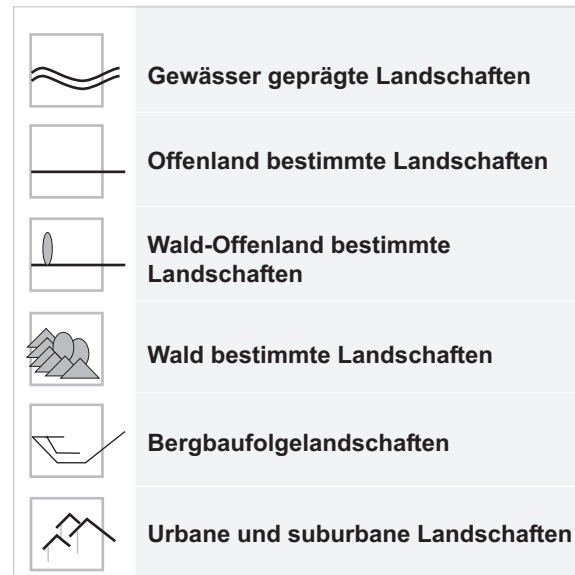 Gewässer geprägte Landschaften
Offenland bestimmte Landschaften
Wald-Offenland bestimmte
Landschaften
Wald bestimmte Landschaften
Bergbaufolgelandschaften
Urbane und suburbane Landschaften